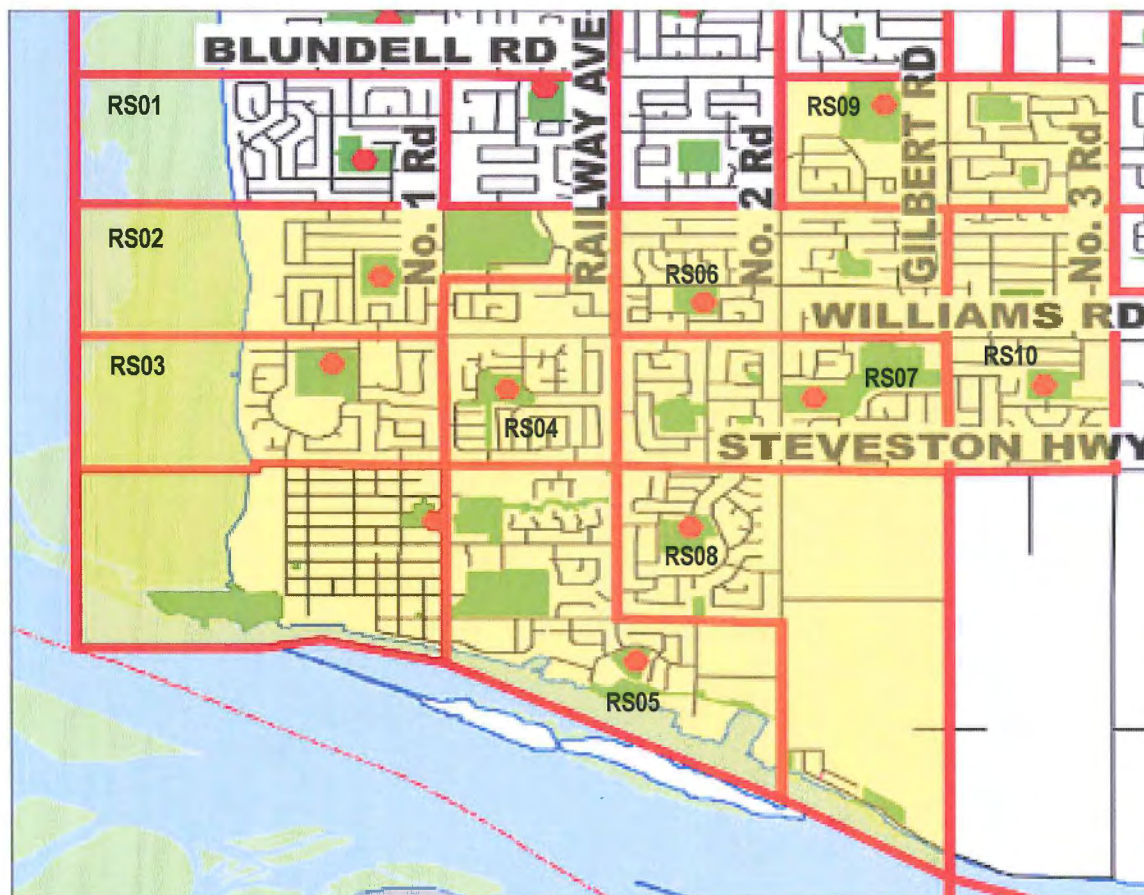 BLUNDELL RD
RAILWAY AVE
GILBERT RD
No. 1 Rd
No. 2 Rd
No. 3 Rd
RS01
RS09
RS02
RS06
WILLIAMS RD
RS03
RS10
RS07
RS04
STEVESTON HWY
RS08
RS05